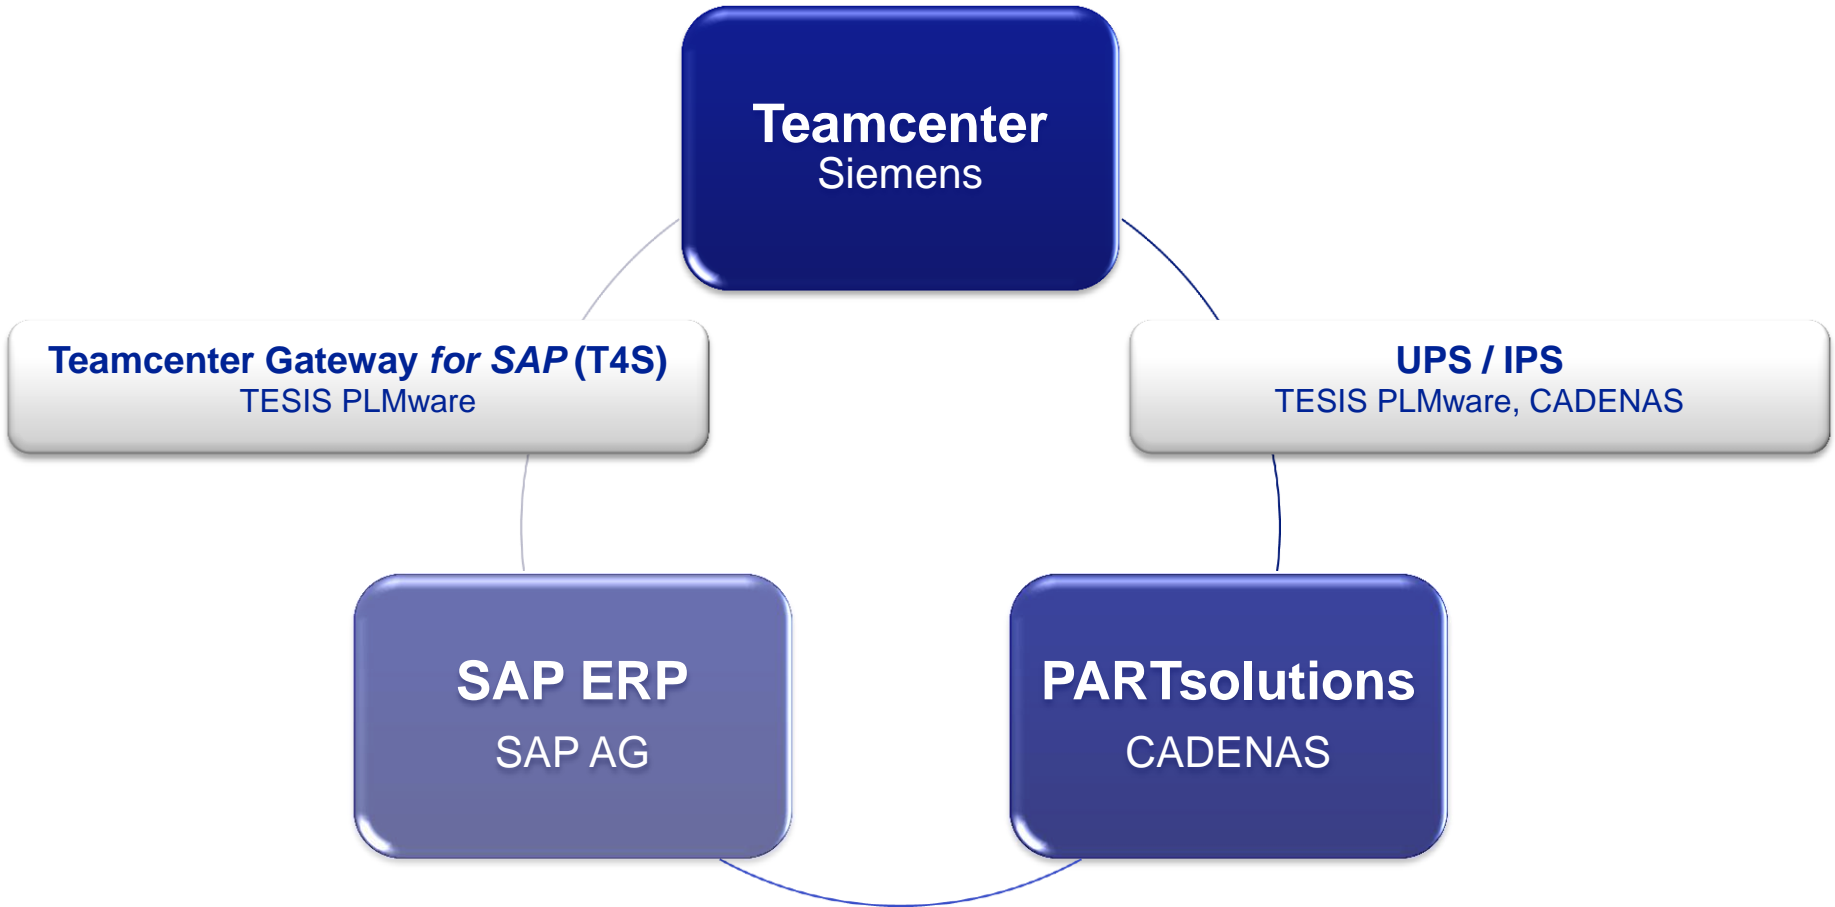 Teamcenter
Siemens
Teamcenter Gateway for SAP (T4S)
TESIS PLMware
UPS / IPS
TESIS PLMware, CADENAS
SAP ERP
SAP AG
PARTsolutions
CADENAS